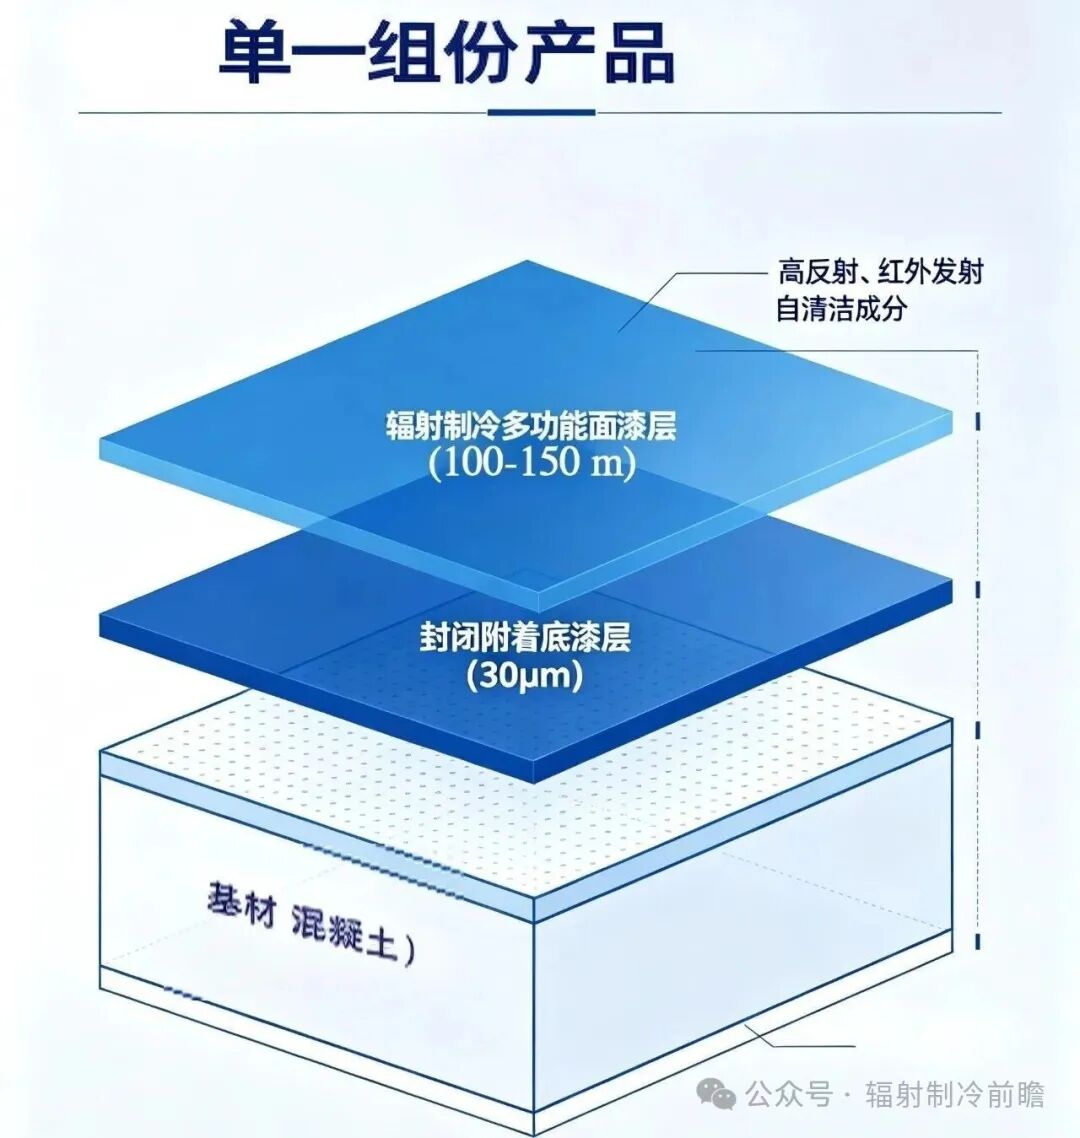 单一组份产品
高反射、红外发射
自清洁成分
辐射制冷多功能面漆层
(100-150 m)
封闭附着底漆层
(30μm)
基材 混凝土)
公众号·辐射制冷前瞻